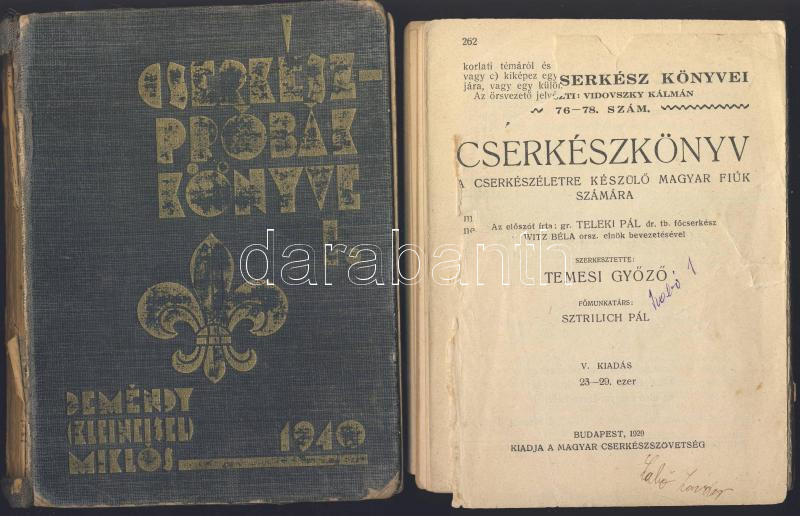 CSERKÉSZ-
PRÓBÁK
KÖNYVE
I.
DEMÉNDY
(KLEINEISEL)
MIKLÓS 1940
262
korlati témáról és
vagy c) kiképez egy
jára, vagy egy külön
Az örsvezető jelv
SERKÉSZ KÖNYVEI
ZTI: VIDOVSZKY KÁLMÁN
76—78. SZÁM.
CSERKÉSZKÖNYV
A CSERKÉSZÉLETRE KÉSZÜLŐ MAGYAR FIÚK
SZÁMÁRA
m
ne
Az előszót írta: gr. TELEKI PÁL dr. tb. főcserkész
WITZ BÉLA orsz. elnök bevezetésével
SZERKESZTETTE:
TEMESI GYŐZŐ
FŐMUNKATÁRS:
SZTRILICH PÁL
V. KIADÁS
23—29. ezer
BUDAPEST, 1929
KIADJA A MAGYAR CSERKÉSZSZÖVETSÉG
darabanth